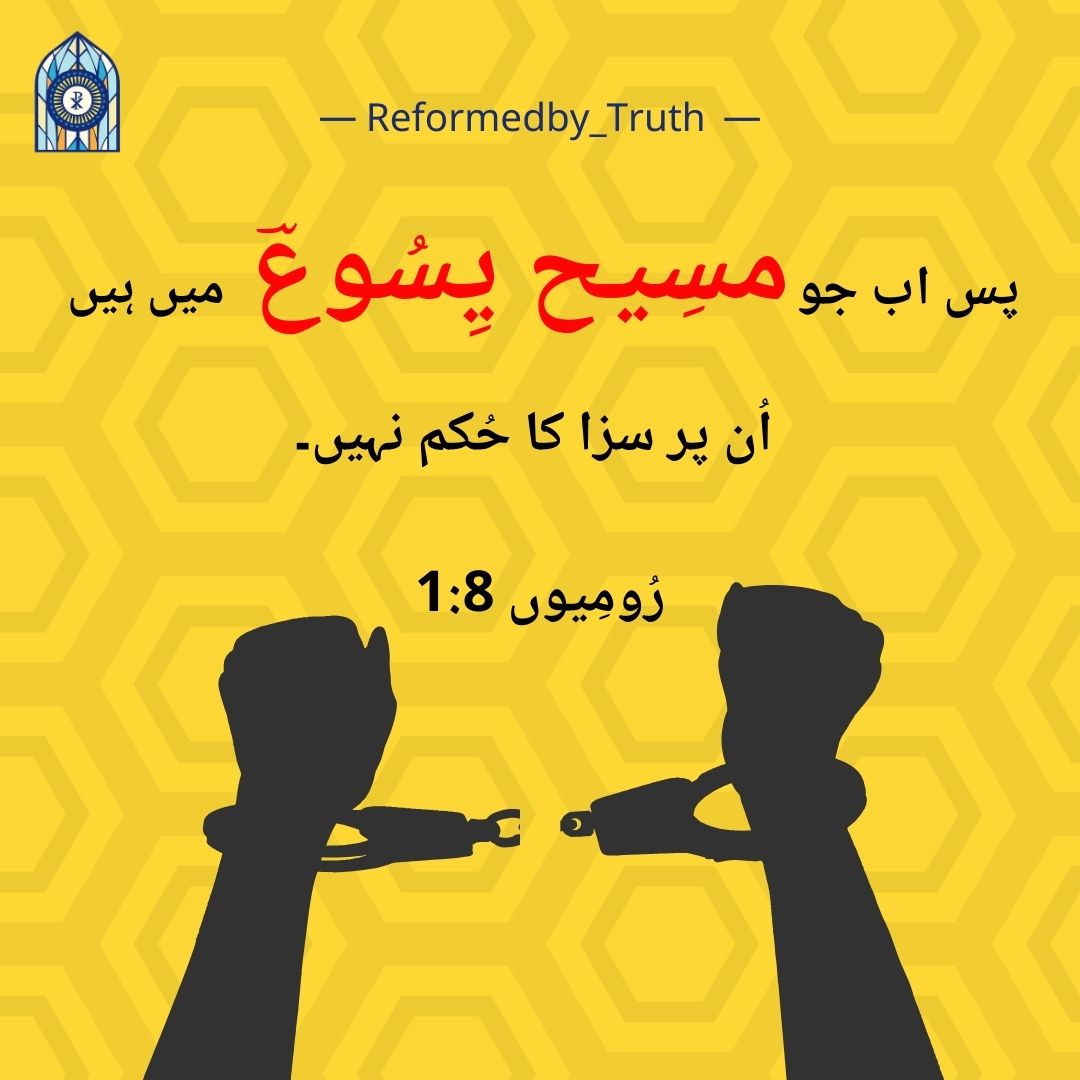 — Reformedby_Truth —
پس اب جو مسِیح یِسُوعؔ میں ہیں
اُن پر سزا کا حُکم نہیں۔
رُومِیوں 1:8